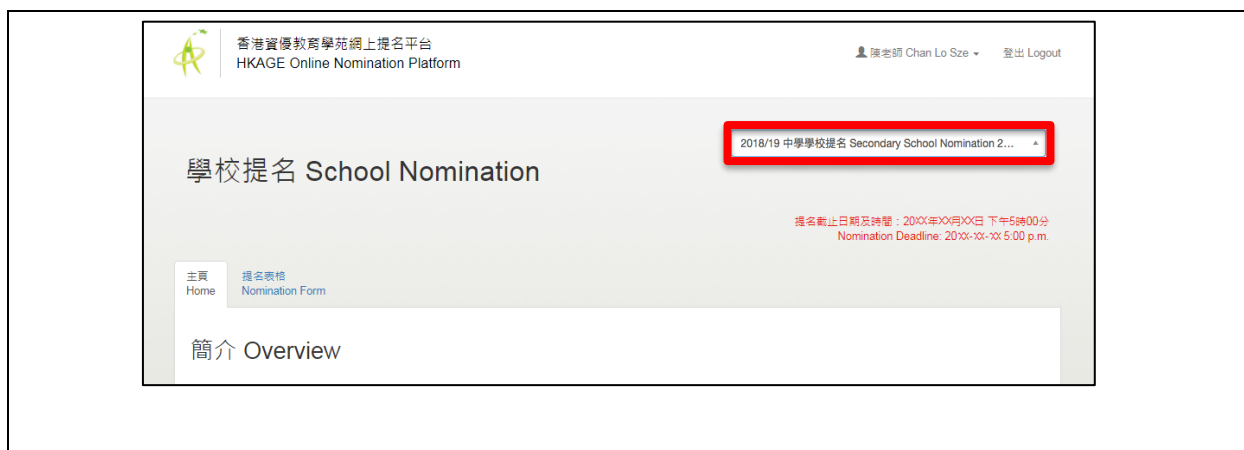 香港資優教育學苑網上提名平台
HKAGE Online Nomination Platform
陳老師 Chan Lo Sze
登出 Logout
2018/19 中學學校提名 Secondary School Nomination 2...
學校提名 School Nomination
提名截止日期及時間：20XX年XX月XX日 下午5時00分
Nomination Deadline: 20XX-XX-XX 5:00 p.m.
主頁
Home
提名表格
Nomination Form
簡介 Overview